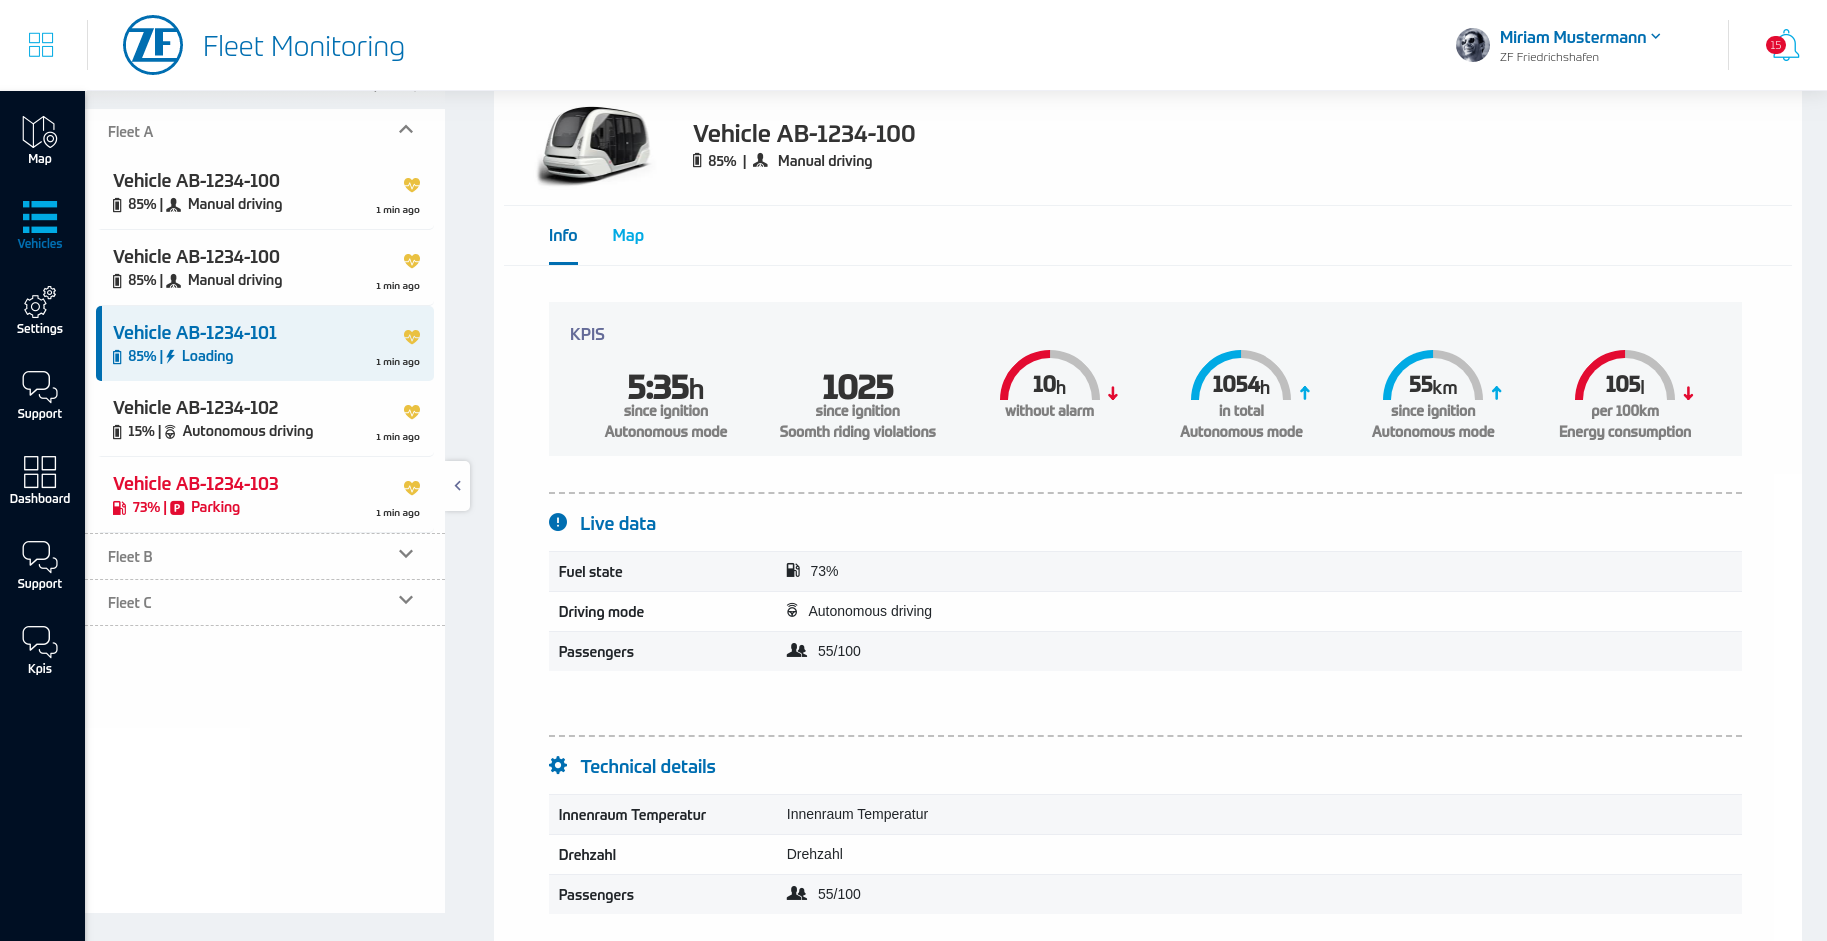 ZF
Fleet Monitoring
Miriam Mustermann
ZF Friedrichshafen
15
Map
Vehicles
Settings
Support
Dashboard
Support
Kpis
Fleet A
Vehicle AB-1234-100
85% | Manual driving
1 min ago
Vehicle AB-1234-100
85% | Manual driving
1 min ago
Vehicle AB-1234-101
85% | Loading
1 min ago
Vehicle AB-1234-102
15% | Autonomous driving
1 min ago
Vehicle AB-1234-103
73% | P Parking
1 min ago
Fleet B
Fleet C
Vehicle AB-1234-100
85% | Manual driving
Info
Map
KPIS
5:35h
since ignition
Autonomous mode
1025
since ignition
Soomth riding violations
10h
without alarm
1054h
in total
Autonomous mode
55km
since ignition
Autonomous mode
105l
per 100km
Energy consumption
Live data
Fuel state 73%
Driving mode Autonomous driving
Passengers 55/100
Technical details
Innenraum Temperatur Innenraum Temperatur
Drehzahl Drehzahl
Passengers 55/100